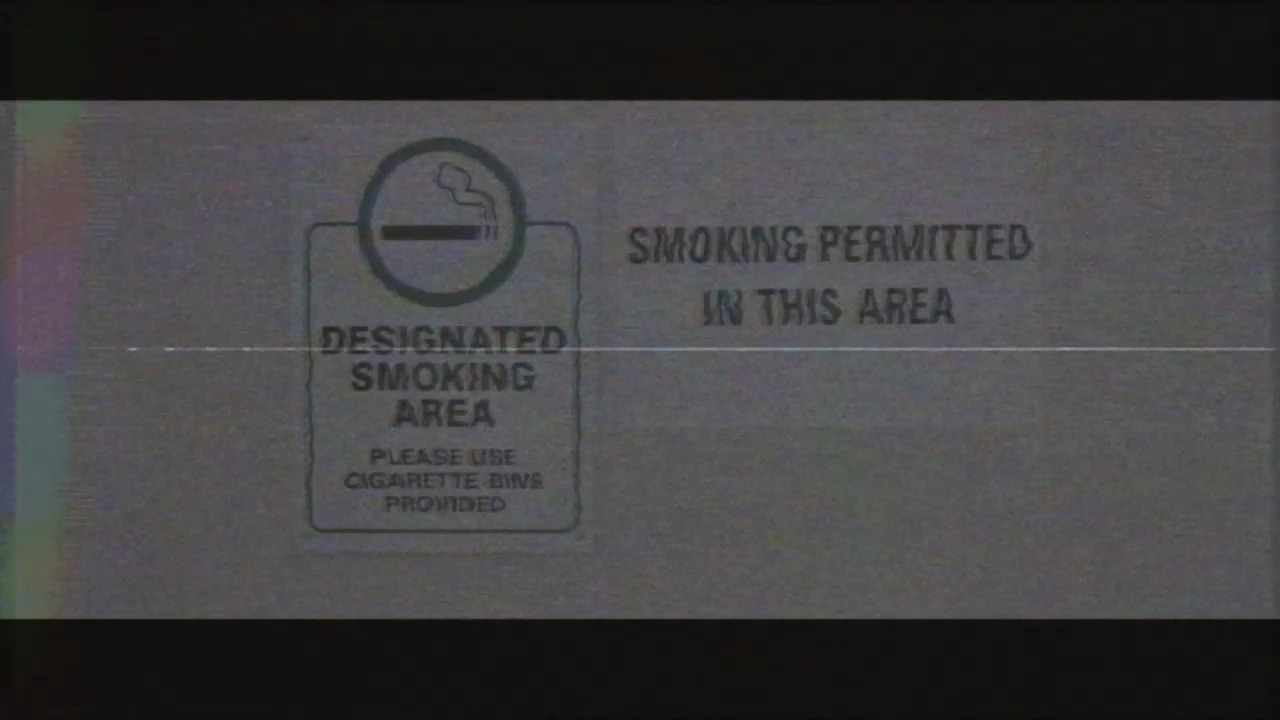 DESIGNATED
SMOKING
AREA
PLEASE USE
CIGARETTE BINS
PROVIDED
SMOKING PERMITTED
IN THIS AREA